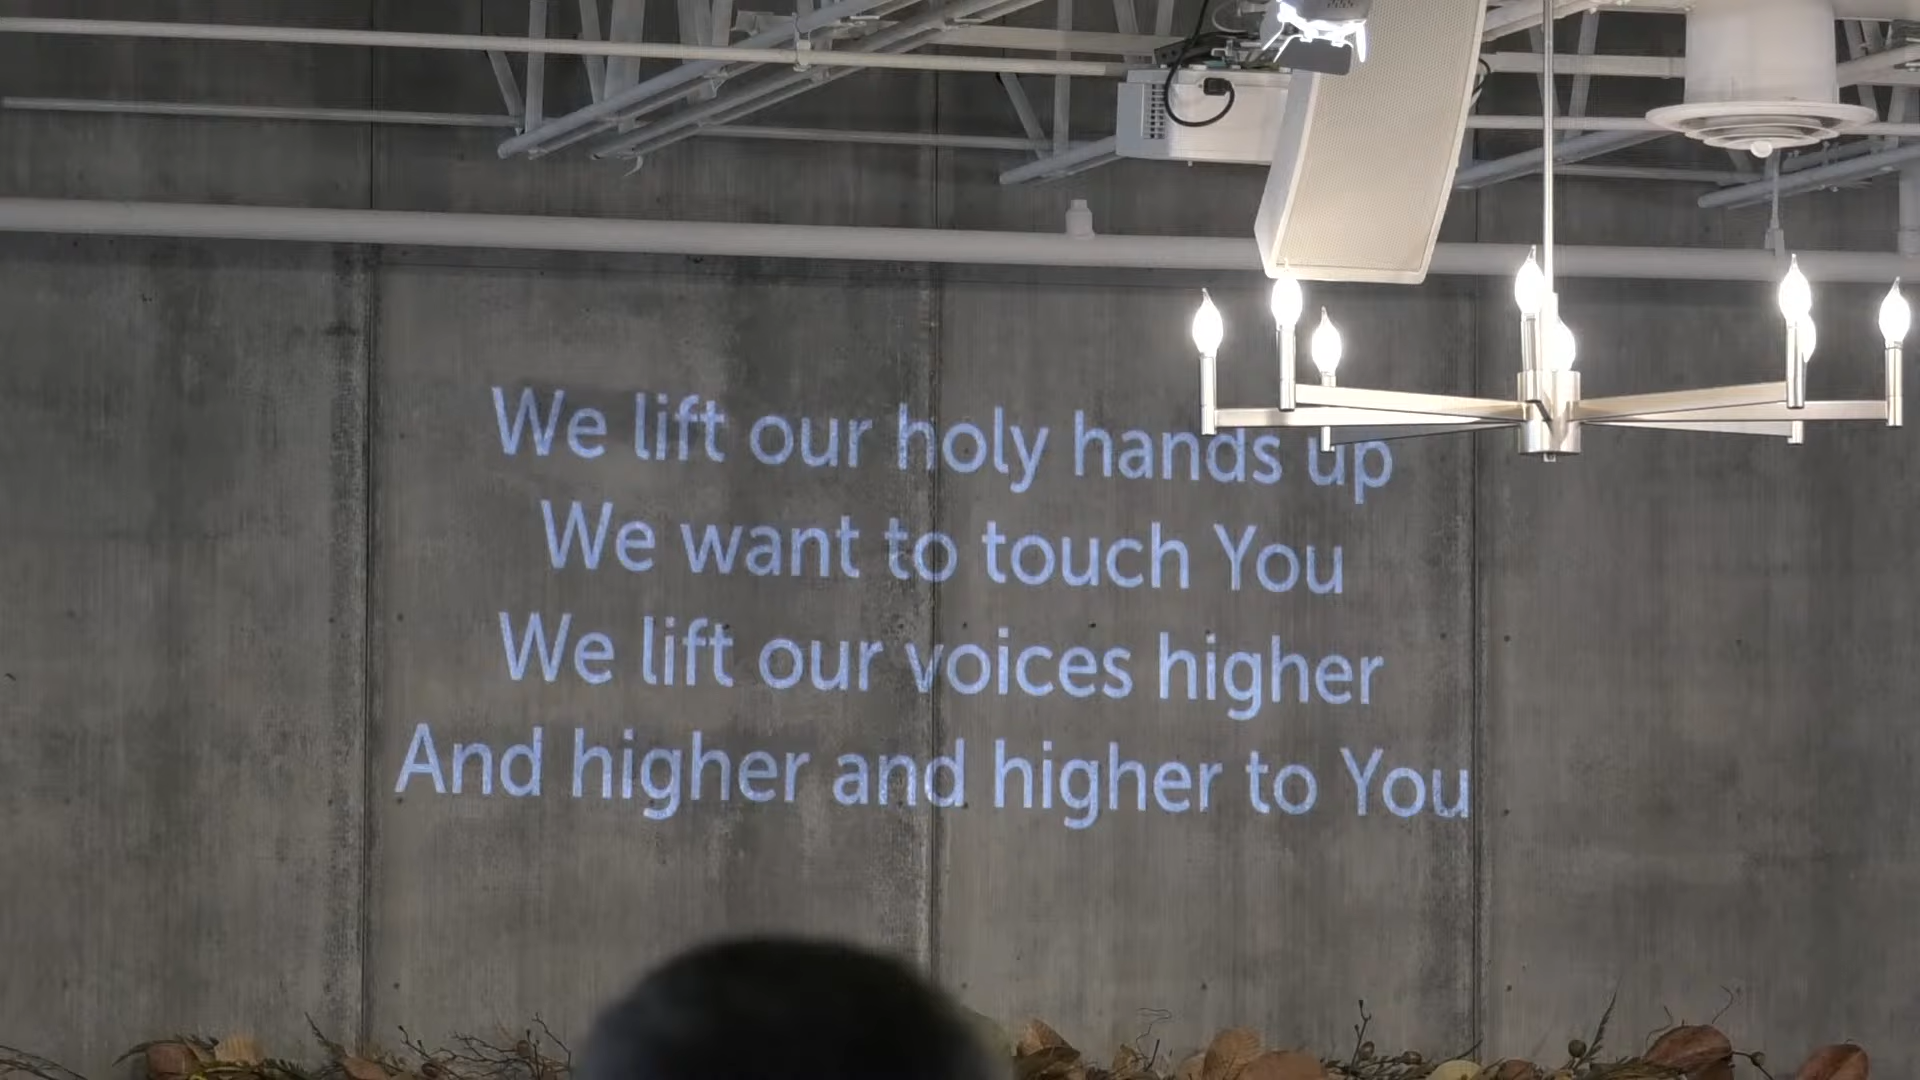 We lift our holy hands up
We want to touch You
We lift our voices higher
And higher and higher to You